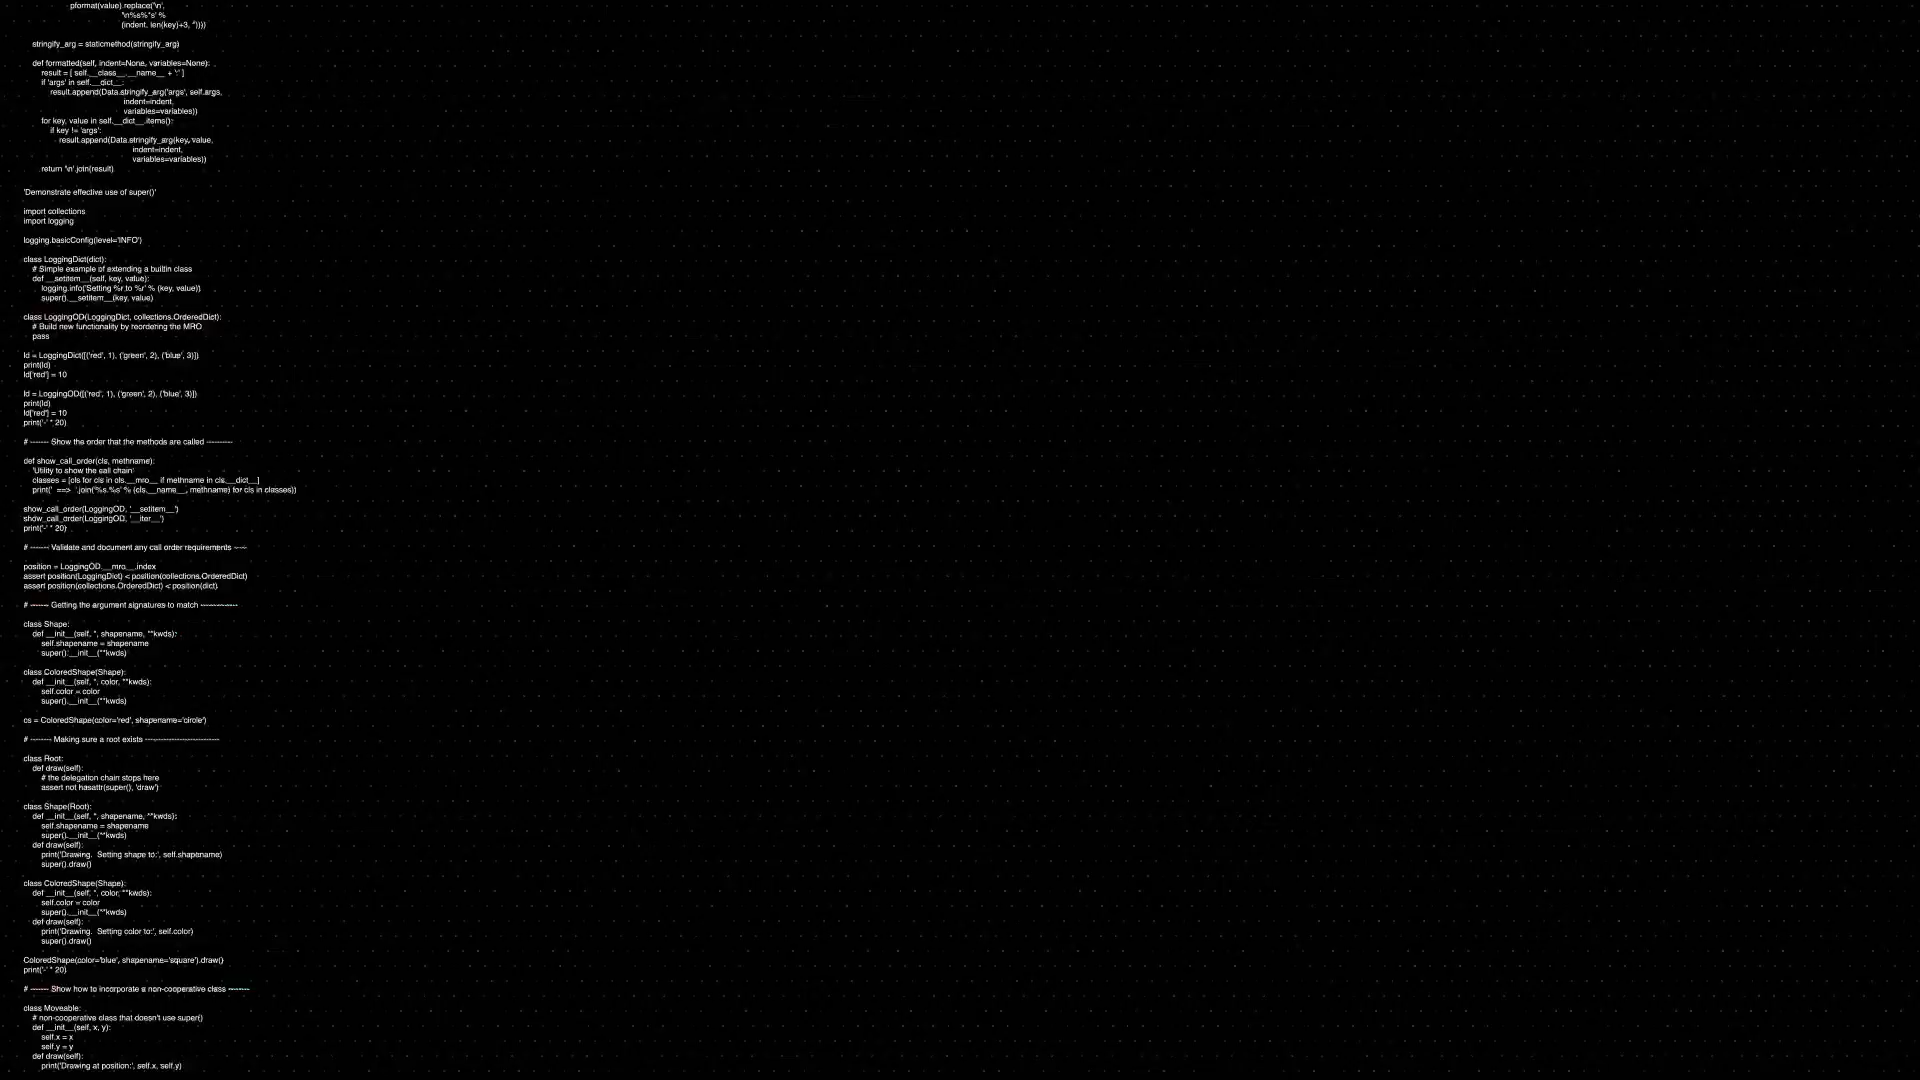 pformat(value).replace('\n',
'\n%s%*s' %
(indent, len(key)+3, ''))))
stringify_arg = staticmethod(stringify_arg)
def formatted(self, indent=None, variables=None):
result = [ self.__class__.__name__ + ':' ]
if 'args' in self.__dict__:
result.append(Data.stringify_arg('args', self.args,
indent=indent,
variables=variables))
for key, value in self.__dict__.items():
if key != 'args':
result.append(Data.stringify_arg(key, value,
indent=indent,
variables=variables))
return '\n'.join(result)
'Demonstrate effective use of super()'
import collections
import logging
logging.basicConfig(level='INFO')
class LoggingDict(dict):
# Simple example of extending a builtin class
def __setitem__(self, key, value):
logging.info('Setting %r to %r' % (key, value))
super().__setitem__(key, value)
class LoggingOD(LoggingDict, collections.OrderedDict):
# Build new functionality by reordering the MRO
pass
ld = LoggingDict([('red', 1), ('green', 2), ('blue', 3)])
print(ld)
ld['red'] = 10
ld = LoggingOD([('red', 1), ('green', 2), ('blue', 3)])
print(ld)
ld['red'] = 10
print('-' * 20)
# ------- Show the order that the methods are called ----------
def show_call_order(cls, methname):
'Utility to show the call chain'
classes = [cls for cls in cls.__mro__ if methname in cls.__dict__]
print('  ==>  '.join('%s.%s' % (cls.__name__, methname) for cls in classes))
show_call_order(LoggingOD, '__setitem__')
show_call_order(LoggingOD, '__iter__')
print('-' * 20)
# ------- Validate and document any call order requirements -----
position = LoggingOD.__mro__.index
assert position(LoggingDict) < position(collections.OrderedDict)
assert position(collections.OrderedDict) < position(dict)
# ------- Getting the argument signatures to match --------------
class Shape:
def __init__(self, *, shapename, **kwds):
self.shapename = shapename
super().__init__(**kwds)
class ColoredShape(Shape):
def __init__(self, *, color, **kwds):
self.color = color
super().__init__(**kwds)
cs = ColoredShape(color='red', shapename='circle')
# -------- Making sure a root exists ----------------------------
class Root:
def draw(self):
# the delegation chain stops here
assert not hasattr(super(), 'draw')
class Shape(Root):
def __init__(self, *, shapename, **kwds):
self.shapename = shapename
super().__init__(**kwds)
def draw(self):
print('Drawing.  Setting shape to:', self.shapename)
super().draw()
class ColoredShape(Shape):
def __init__(self, *, color, **kwds):
self.color = color
super().__init__(**kwds)
def draw(self):
print('Drawing.  Setting color to:', self.color)
super().draw()
ColoredShape(color='blue', shapename='square').draw()
print('-' * 20)
# ------- Show how to incorporate a non-cooperative class --------
class Moveable:
# non-cooperative class that doesn't use super()
def __init__(self, x, y):
self.x = x
self.y = y
def draw(self):
print('Drawing at position:', self.x, self.y)